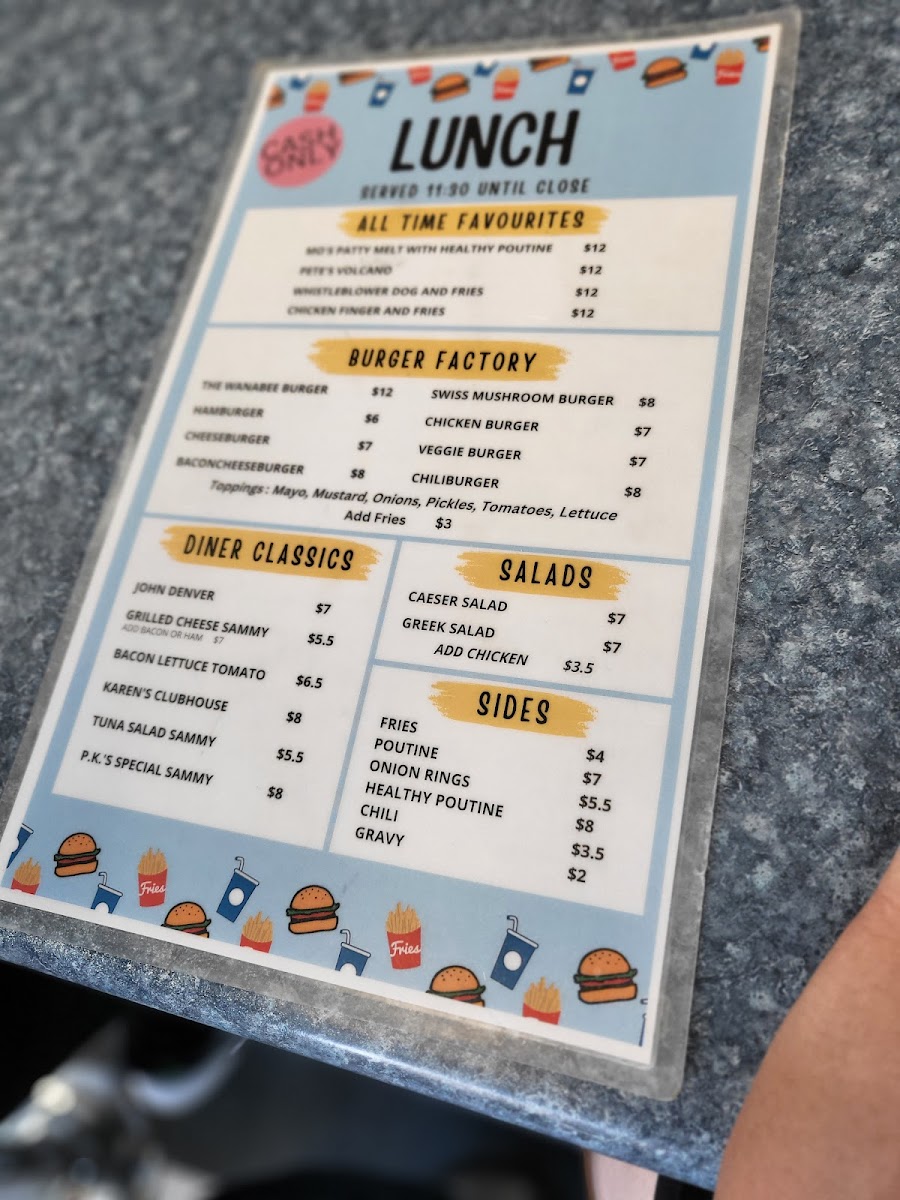 CASH ONLY
LUNCH
SERVED 11:30 UNTIL CLOSE
ALL TIME FAVOURITES
MO'S PATTY MELT WITH HEALTHY POUTINE $12
PETE'S VOLCANO $12
WHISTLEBLOWER DOG AND FRIES $12
CHICKEN FINGER AND FRIES $12
BURGER FACTORY
THE WANABEE BURGER $12
HAMBURGER $6
CHEESEBURGER $7
BACONCHEESEBURGER $8
SWISS MUSHROOM BURGER $8
CHICKEN BURGER $7
VEGGIE BURGER $7
CHILIBURGER $8
Toppings : Mayo, Mustard, Onions, Pickles, Tomatoes, Lettuce
Add Fries $3
DINER CLASSICS
JOHN DENVER $7
GRILLED CHEESE SAMMY $5.5
ADD BACON OR HAM $7
BACON LETTUCE TOMATO $6.5
KAREN'S CLUBHOUSE $8
TUNA SALAD SAMMY $5.5
P.K.'S SPECIAL SAMMY $8
SALADS
CAESER SALAD $7
GREEK SALAD $7
ADD CHICKEN $3.5
SIDES
FRIES $4
POUTINE $7
ONION RINGS $5.5
HEALTHY POUTINE $8
CHILI $3.5
GRAVY $2
Fries
Fries